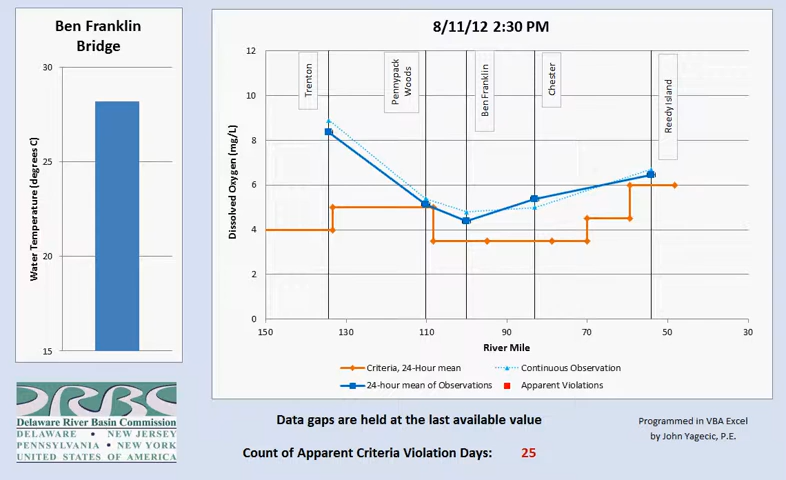 Ben Franklin
Bridge
30
25
20
15
Water Temperature (degrees C)
DRBC
Delaware River Basin Commission
DELAWARE • NEW JERSEY
PENNSYLVANIA • NEW YORK
UNITED STATES OF AMERICA
8/11/12 2:30 PM
12
10
8
6
4
2
0
Dissolved Oxygen (mg/L)
Trenton
Pennypack
Woods
Ben Franklin
Chester
Reedy Island
150 130 110 90 70 50 30
River Mile
Criteria, 24-Hour mean
Continuous Observation
24-hour mean of Observations
Apparent Violations
Data gaps are held at the last available value
Count of Apparent Criteria Violation Days: 25
Programmed in VBA Excel
by John Yagecic, P.E.